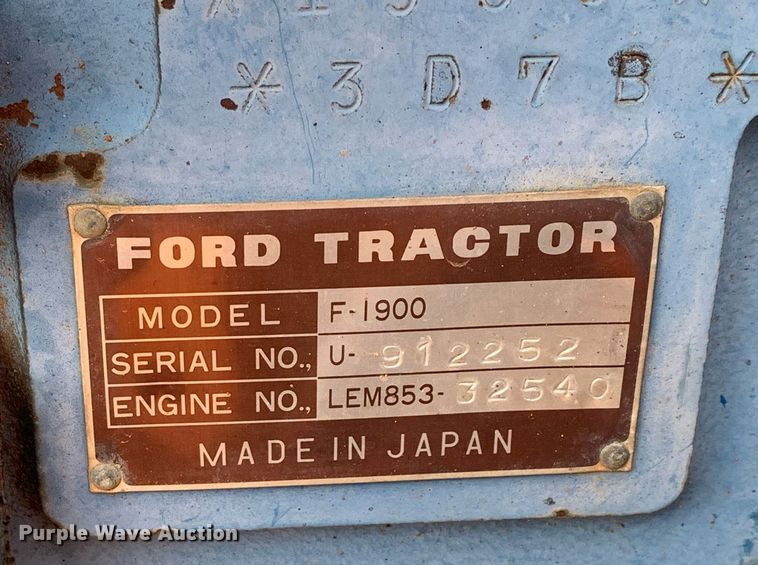 *3D7B*
FORD TRACTOR
MODEL F-1900
SERIAL NO., U-912252
ENGINE NO., LEM853-32540
MADE IN JAPAN
Purple Wave Auction